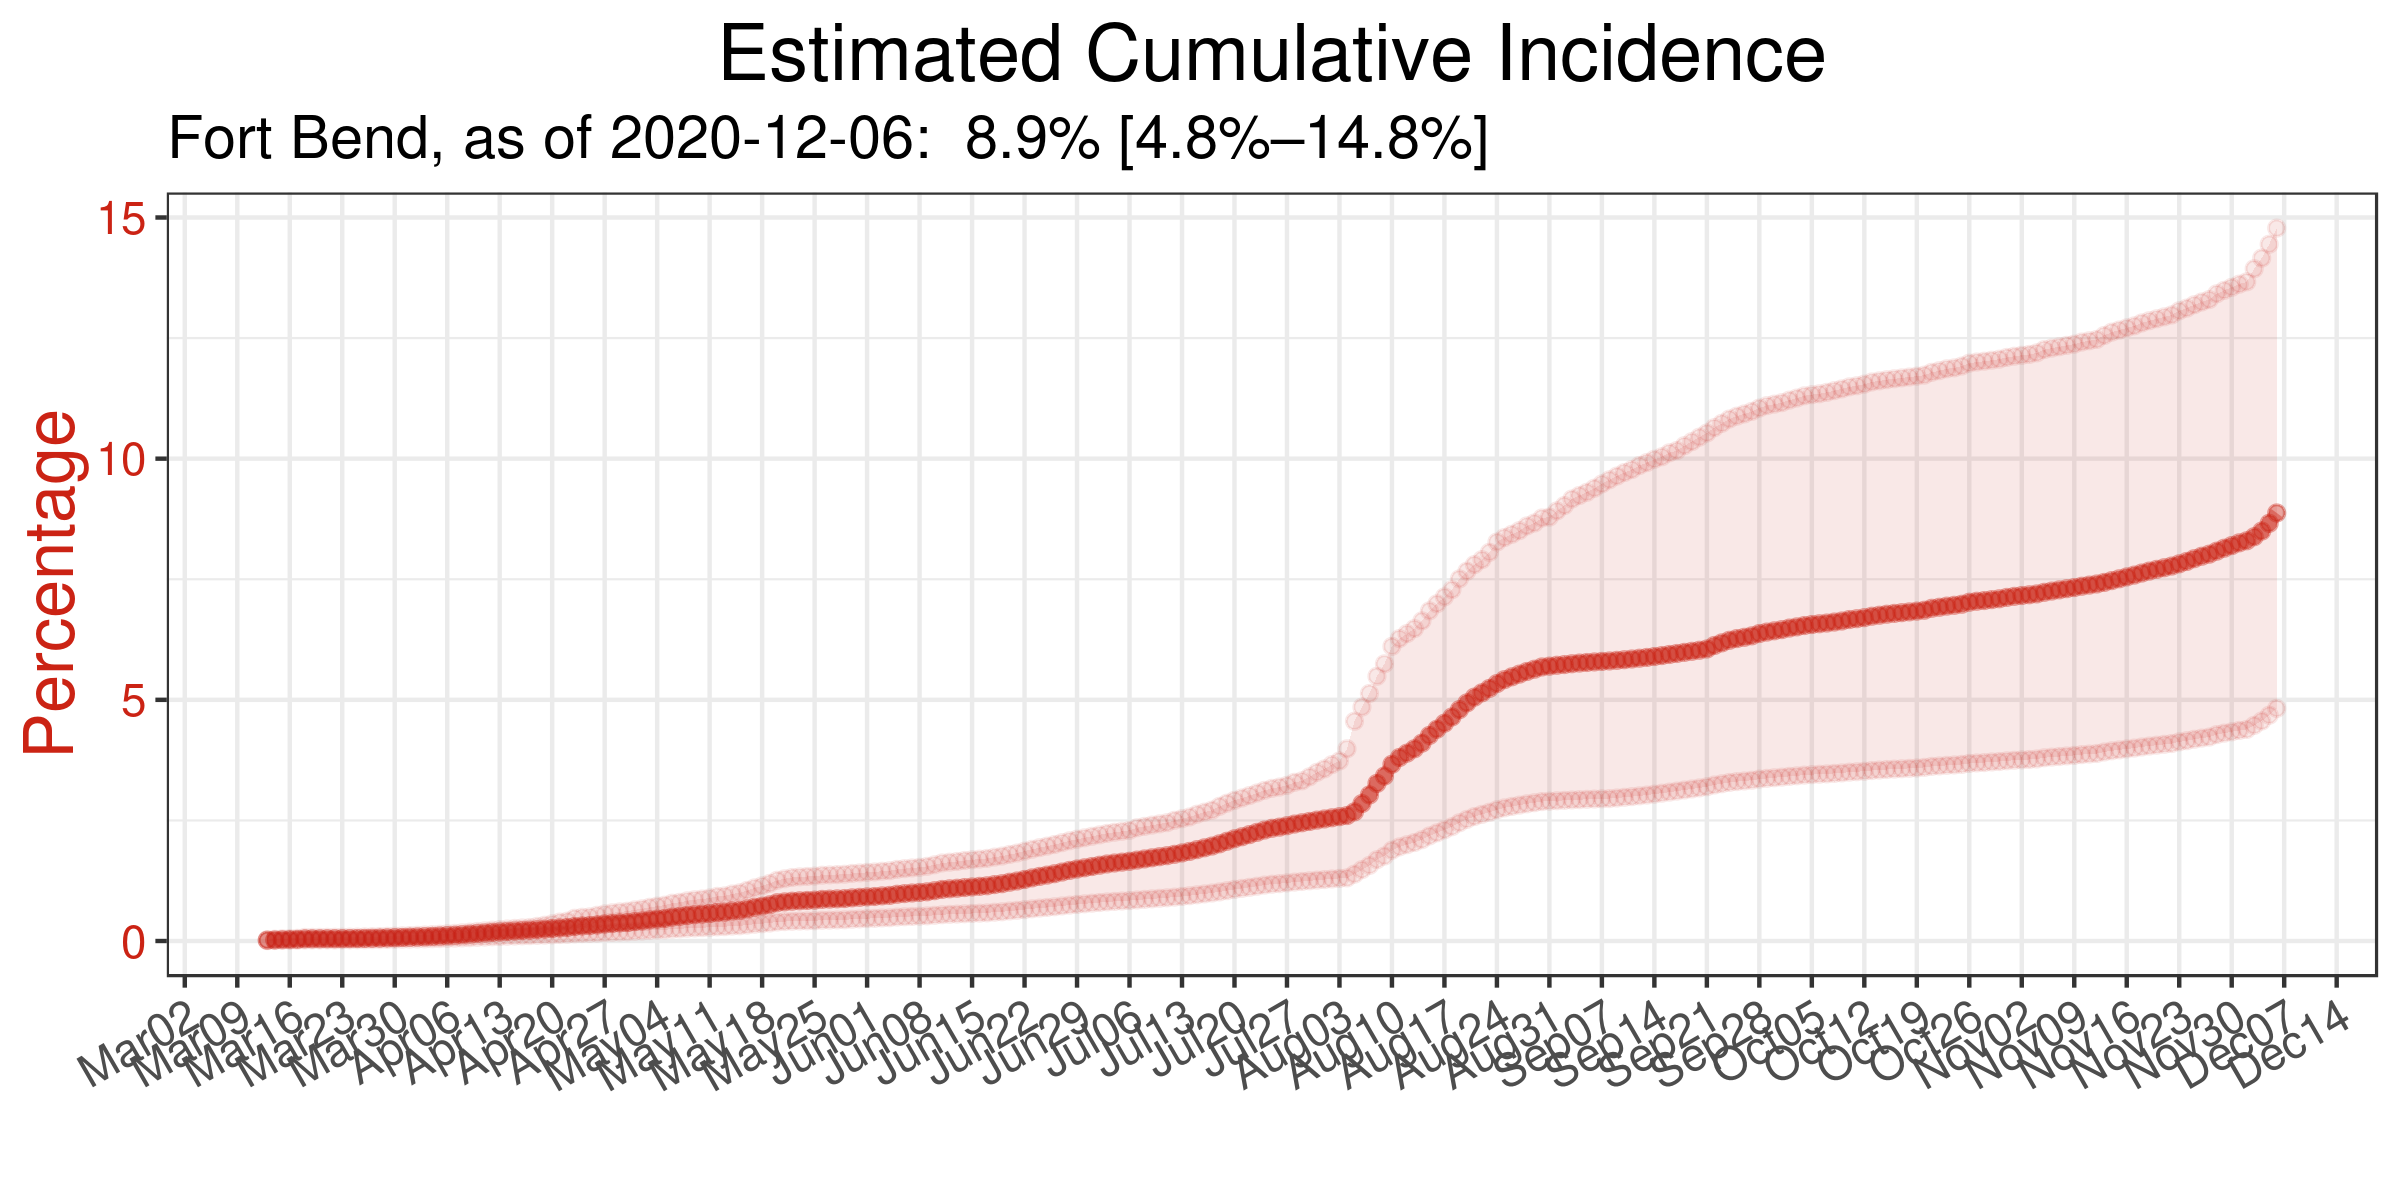 Estimated Cumulative Incidence
Fort Bend, as of 2020-12-06:  8.9% [4.8%–14.8%]
Percentage
15
10
5
0
Mar02
Mar09
Mar16
Mar23
Mar30
Apr06
Apr13
Apr20
Apr27
May04
May11
May18
May25
Jun01
Jun08
Jun15
Jun22
Jun29
Jul06
Jul13
Jul20
Jul27
Aug03
Aug10
Aug17
Aug24
Aug31
Sep07
Sep14
Sep21
Sep28
Oct05
Oct12
Oct19
Oct26
Nov02
Nov09
Nov16
Nov23
Nov30
Dec07
Dec14